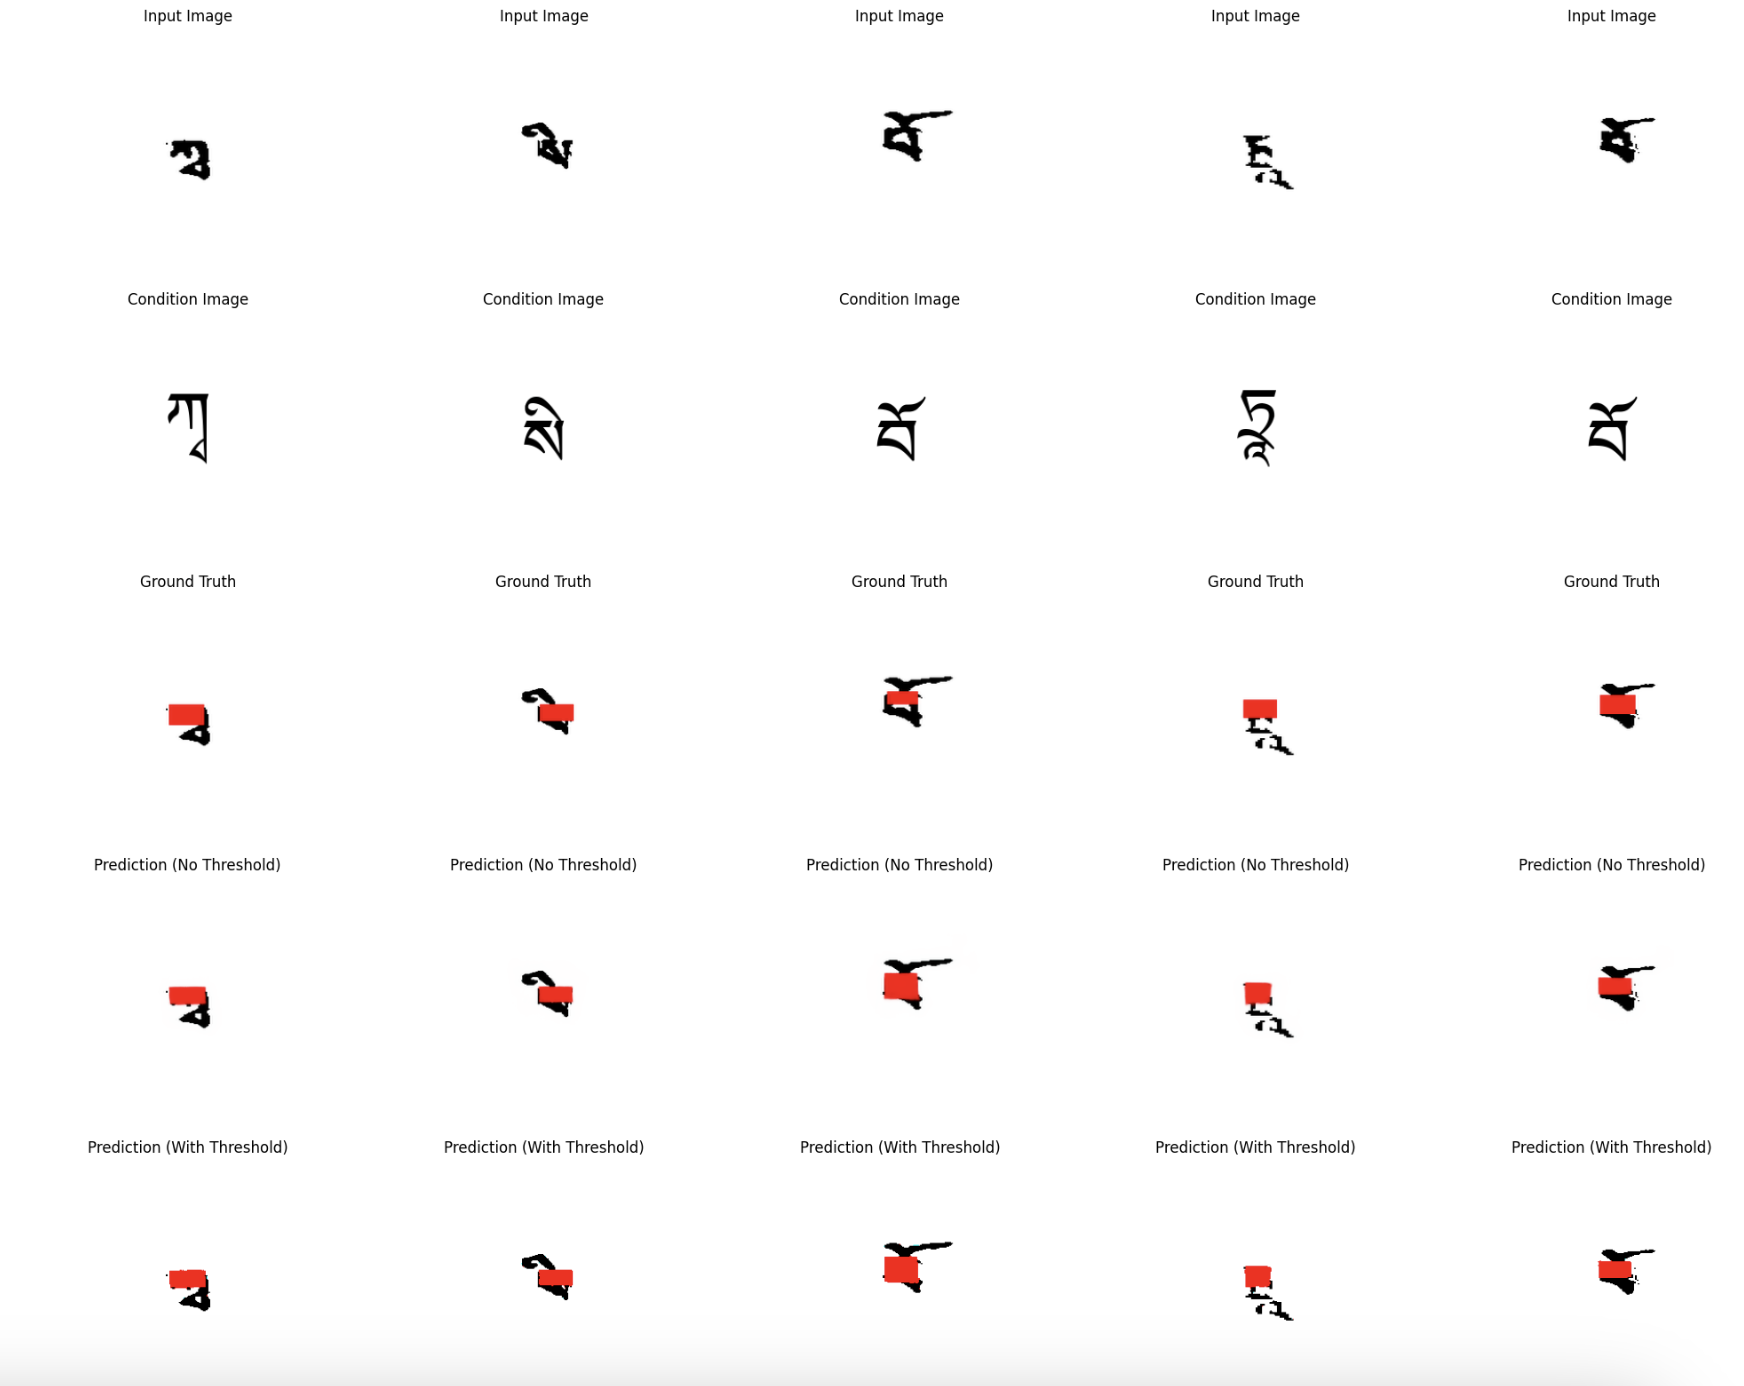 Input Image Input Image Input Image Input Image Input Image
Condition Image Condition Image Condition Image Condition Image Condition Image
ཀྭ སི བོ བོ
Ground Truth Ground Truth Ground Truth Ground Truth Ground Truth
Prediction (No Threshold) Prediction (No Threshold) Prediction (No Threshold) Prediction (No Threshold) Prediction (No Threshold)
Prediction (With Threshold) Prediction (With Threshold) Prediction (With Threshold) Prediction (With Threshold) Prediction (With Threshold)